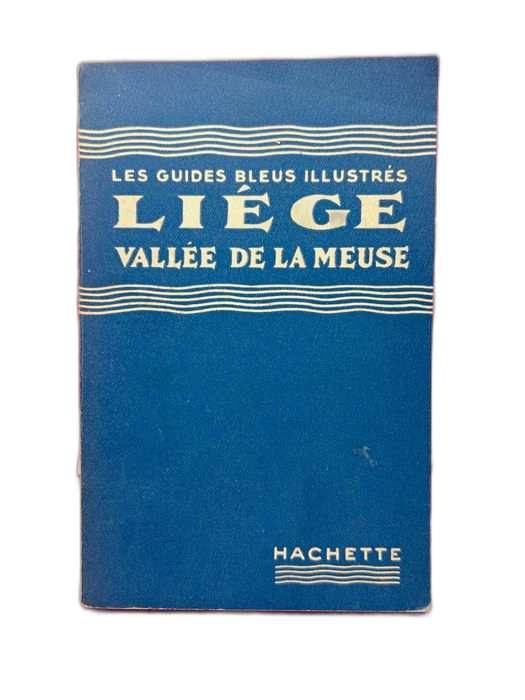 LES GUIDES BLEUS ILLUSTRÉS
LIÉGE
VALLÉE DE LA MEUSE
HACHETTE